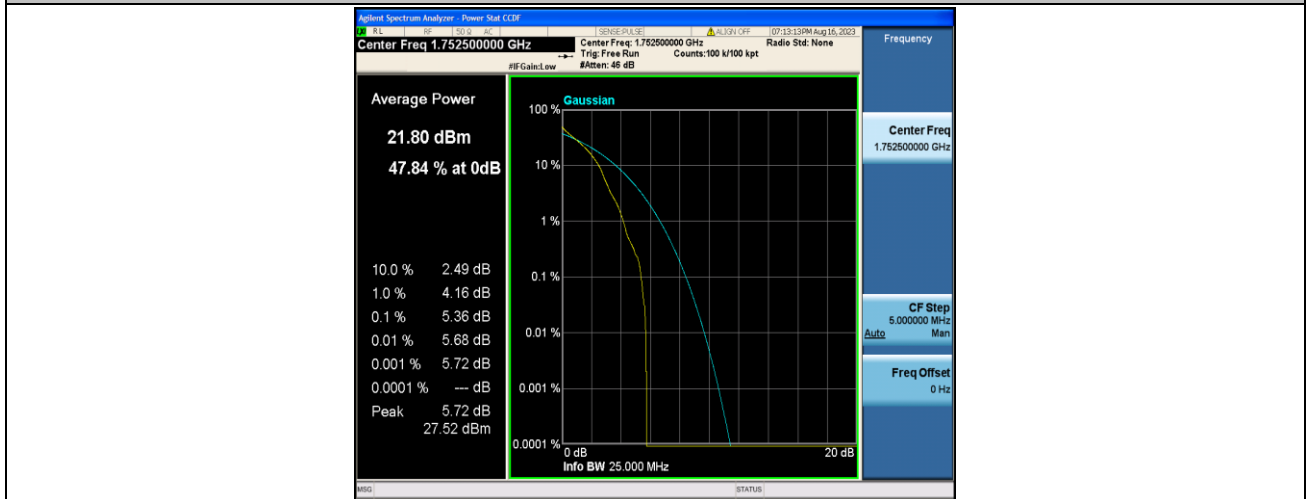 Agilent Spectrum Analyzer - Power Stat CCDF
RL RF 50 Ω AC SENSE:PULSE ALIGN OFF 07:13:13PM Aug 16, 2023
Center Freq 1.752500000 GHz
Center Freq: 1.752500000 GHz Radio Std: None
Trig: Free Run Counts:100 k/100 kpt
#IFGain:Low #Atten: 46 dB
Frequency
Average Power
21.80 dBm
47.84 % at 0dB
10.0 % 2.49 dB
1.0 % 4.16 dB
0.1 % 5.36 dB
0.01 % 5.68 dB
0.001 % 5.72 dB
0.0001 % --- dB
Peak 5.72 dB
27.52 dBm
Gaussian
100 %
10 %
1 %
0.1 %
0.01 %
0.001 %
0.0001 %
0 dB 20 dB
Info BW 25.000 MHz
Center Freq
1.752500000 GHz
CF Step
5.000000 MHz
Auto Man
Freq Offset
0 Hz
MSG STATUS